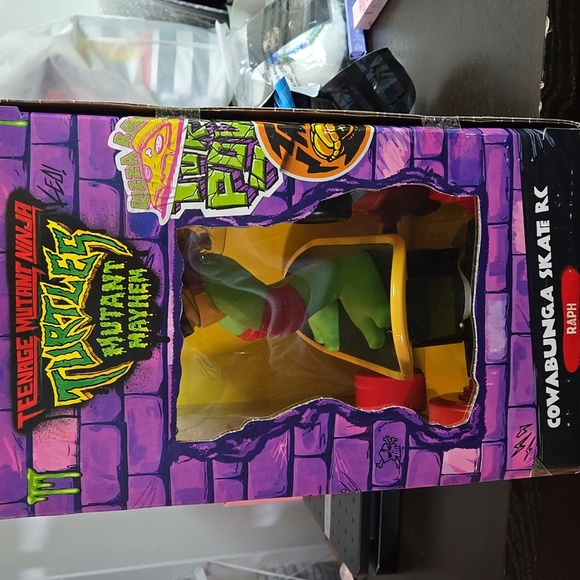 TEENAGE MUTANT NINJA
TURTLES
MUTANT
MAYHEM
COWABUNGA SKATE RC
RAPH